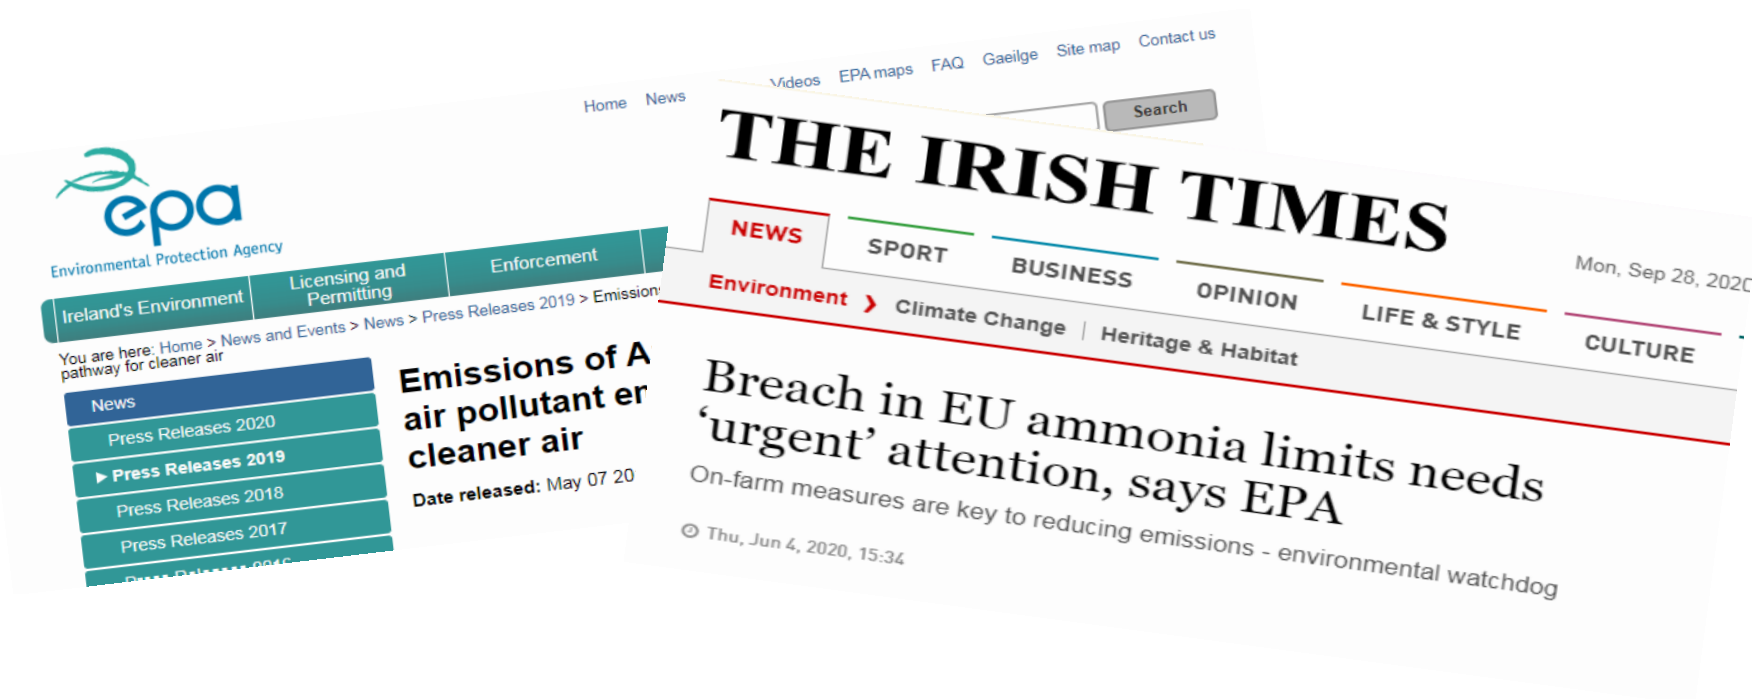 Home News Videos EPA maps FAQ Gaeilge Site map Contact us
Search
epa
Environmental Protection Agency
Ireland's Environment
Licensing and
Permitting
Enforcement
You are here: Home > News and Events > News > Press Releases 2019 > Emissions
pathway for cleaner air
News
Press Releases 2020
► Press Releases 2019
Press Releases 2018
Press Releases 2017
Emissions of A
air pollutant en
cleaner air
Date released: May 07 20
THE IRISH TIMES
Mon, Sep 28, 2020
NEWS
SPORT
BUSINESS
OPINION
LIFE & STYLE
CULTURE
Environment ❯ Climate Change | Heritage & Habitat
Breach in EU ammonia limits needs
‘urgent’ attention, says EPA
On-farm measures are key to reducing emissions - environmental watchdog
Thu, Jun 4, 2020, 15:34